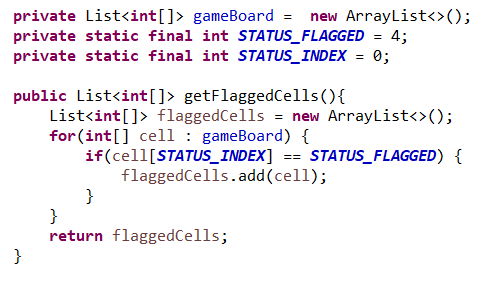 private List<int[]> gameBoard =  new ArrayList<>();
private static final int STATUS_FLAGGED = 4;
private static final int STATUS_INDEX = 0;

public List<int[]> getFlaggedCells(){
    List<int[]> flaggedCells = new ArrayList<>();
    for(int[] cell : gameBoard) {
        if(cell[STATUS_INDEX] == STATUS_FLAGGED) {
            flaggedCells.add(cell);
        }
    }
    return flaggedCells;
}